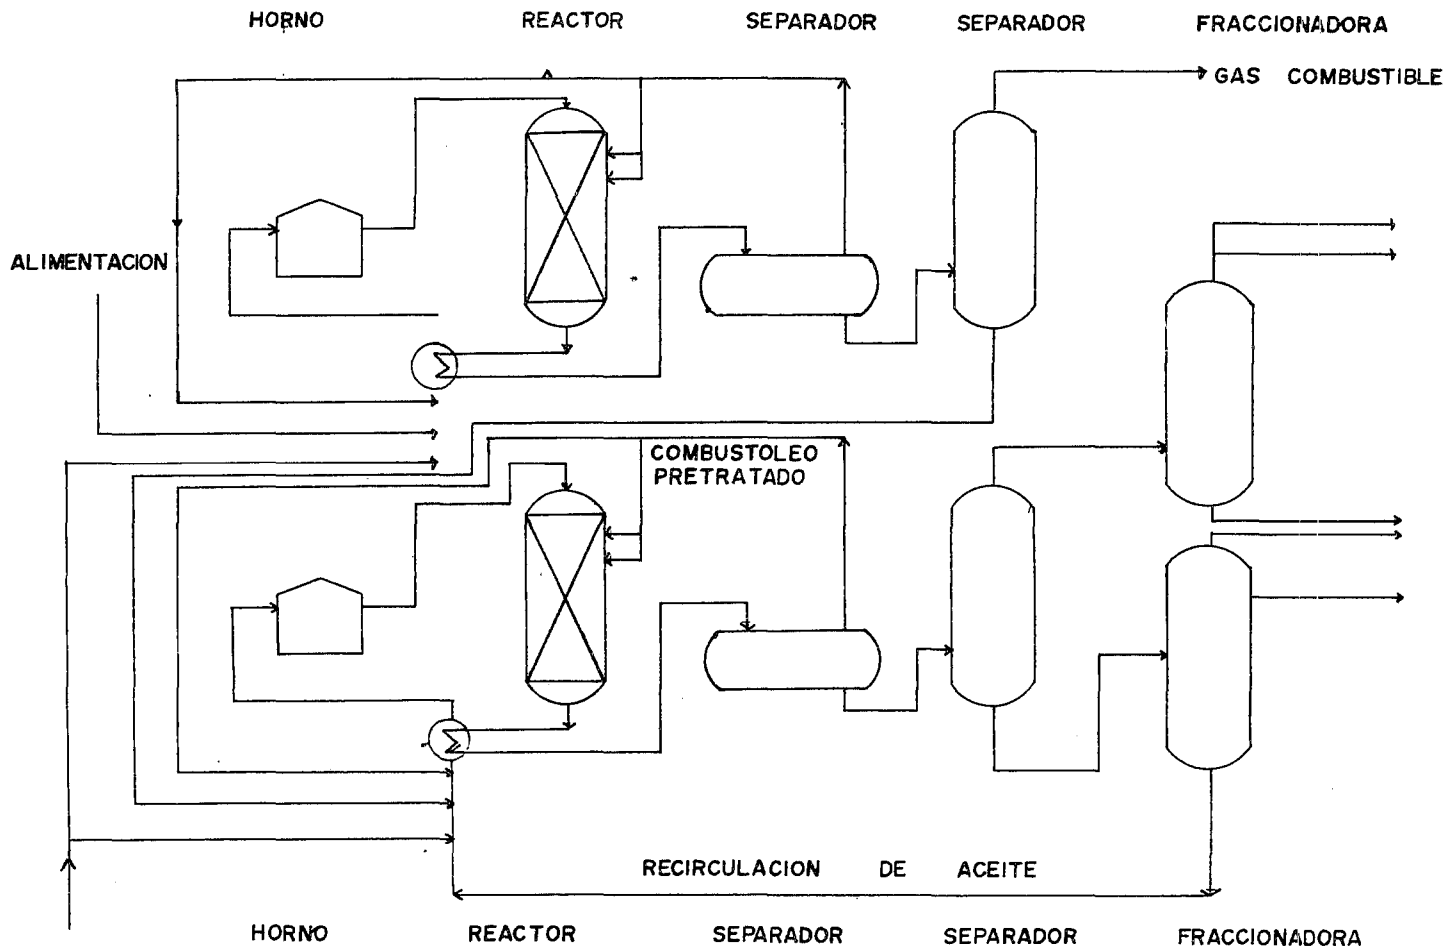 HORNO REACTOR SEPARADOR SEPARADOR FRACCIONADORA
GAS COMBUSTIBLE
ALIMENTACION
COMBUSTOLEO
PRETRATADO
RECIRCULACION DE ACEITE
HORNO REACTOR SEPARADOR SEPARADOR FRACCIONADORA